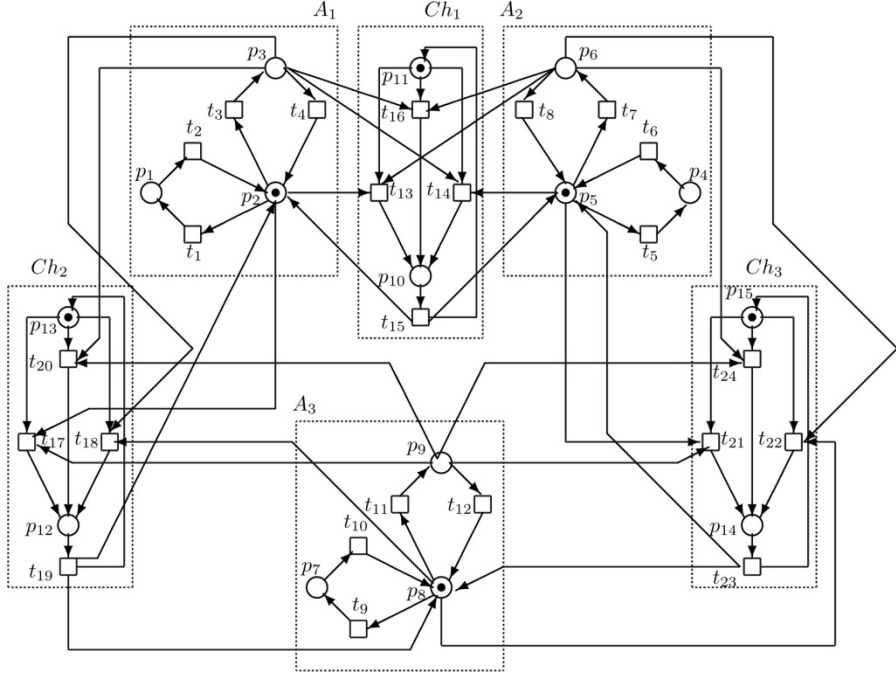 A₁ Ch₁ A₂
p₃ p₆
p₁₁
t₃ t₄ t₁₆ t₈ t₇
t₂ t₆
p₁ p₂ t₁₃ t₁₄ p₅ p₄
t₁ t₅
Ch₂ p₁₀ Ch₃
p₁₃ t₁₅ p₁₅
t₂₀ t₂₄
A₃
t₁₇ t₁₈ p₉ t₂₁ t₂₂
t₁₁ t₁₂
p₁₂ t₁₀ p₁₄
t₁₉ p₇ p₈ t₂₃
t₉